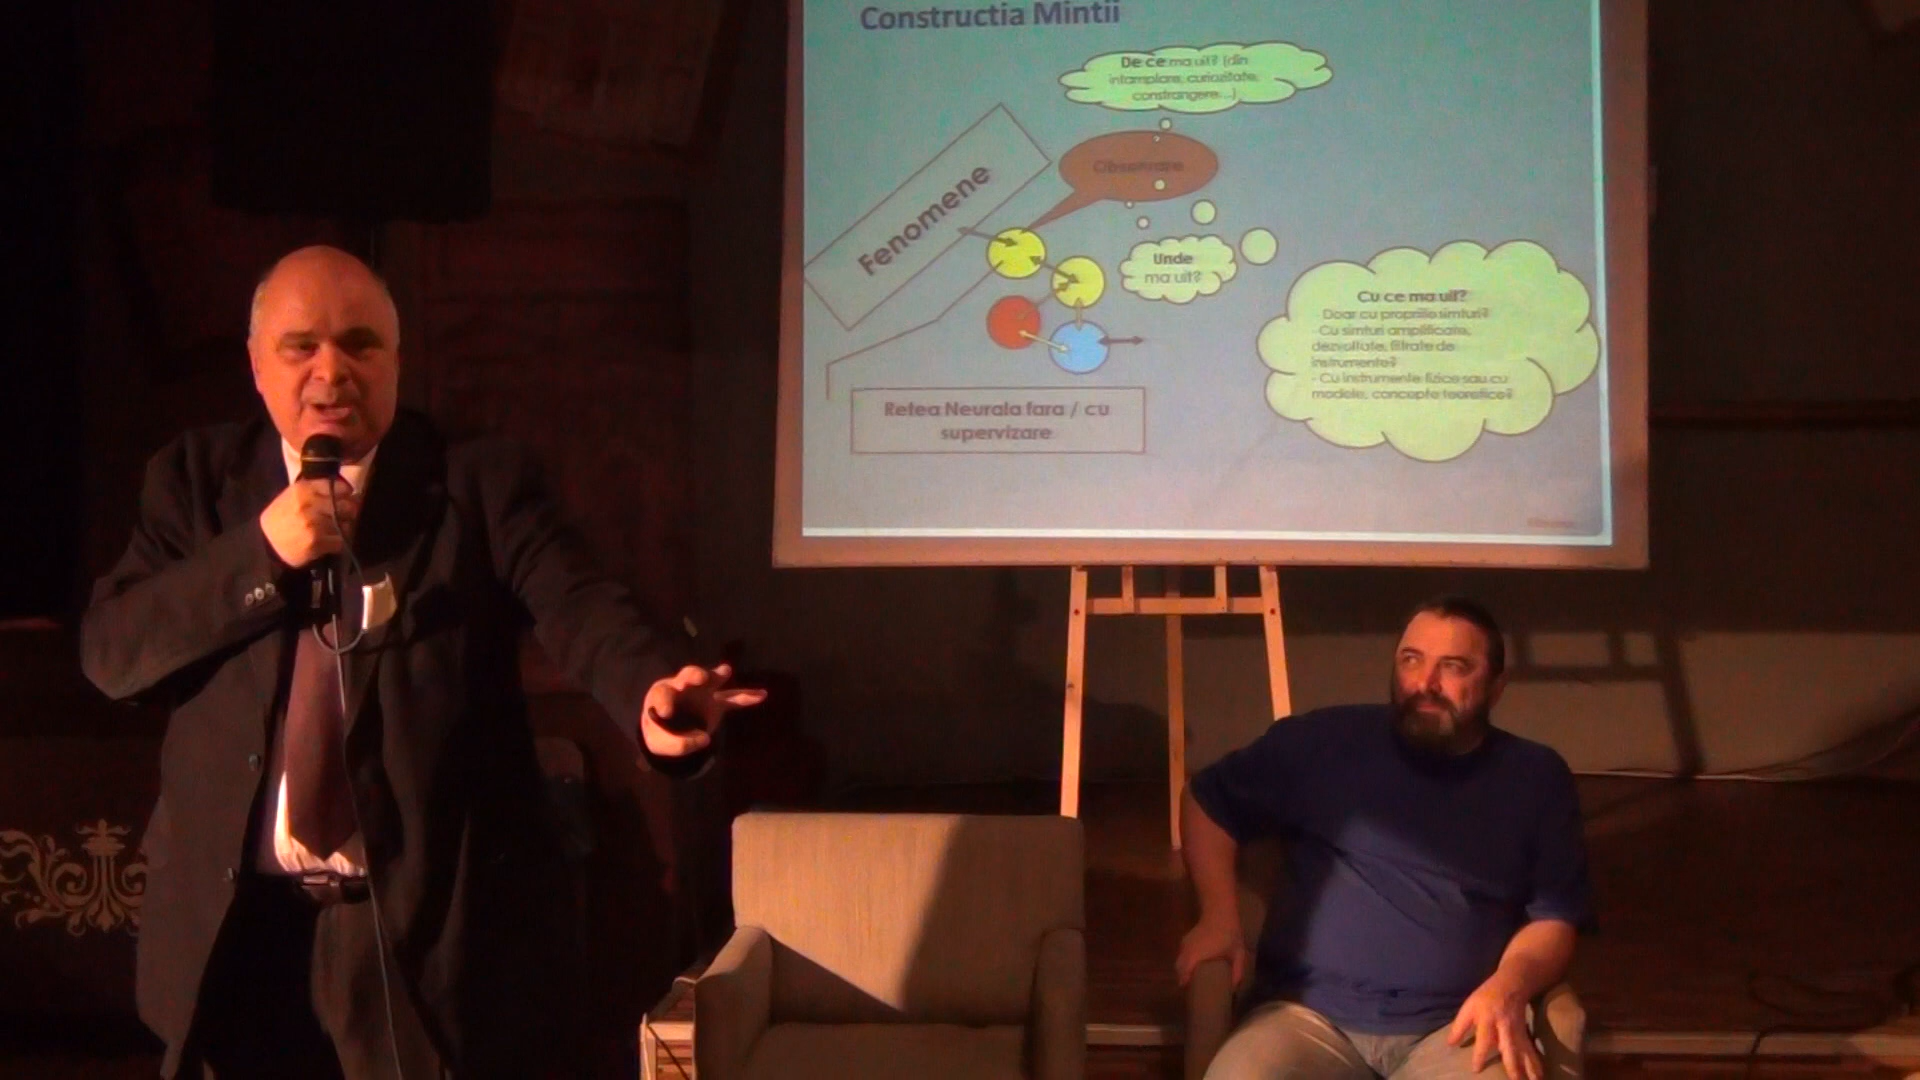 Constructia Mintii
De ce ma uit? (din
intamplare, curiozitate,
constrangere...)
Observare
Fenomene
Unde
ma uit?
Cu ce ma uit?
- Doar cu propriile simturi?
- Cu simturi amplificate,
dezvoltate, filtrate de
instrumente?
- Cu instrumente fizice sau cu
modele, concepte teoretice?
Retea Neurala fara / cu
supervizare